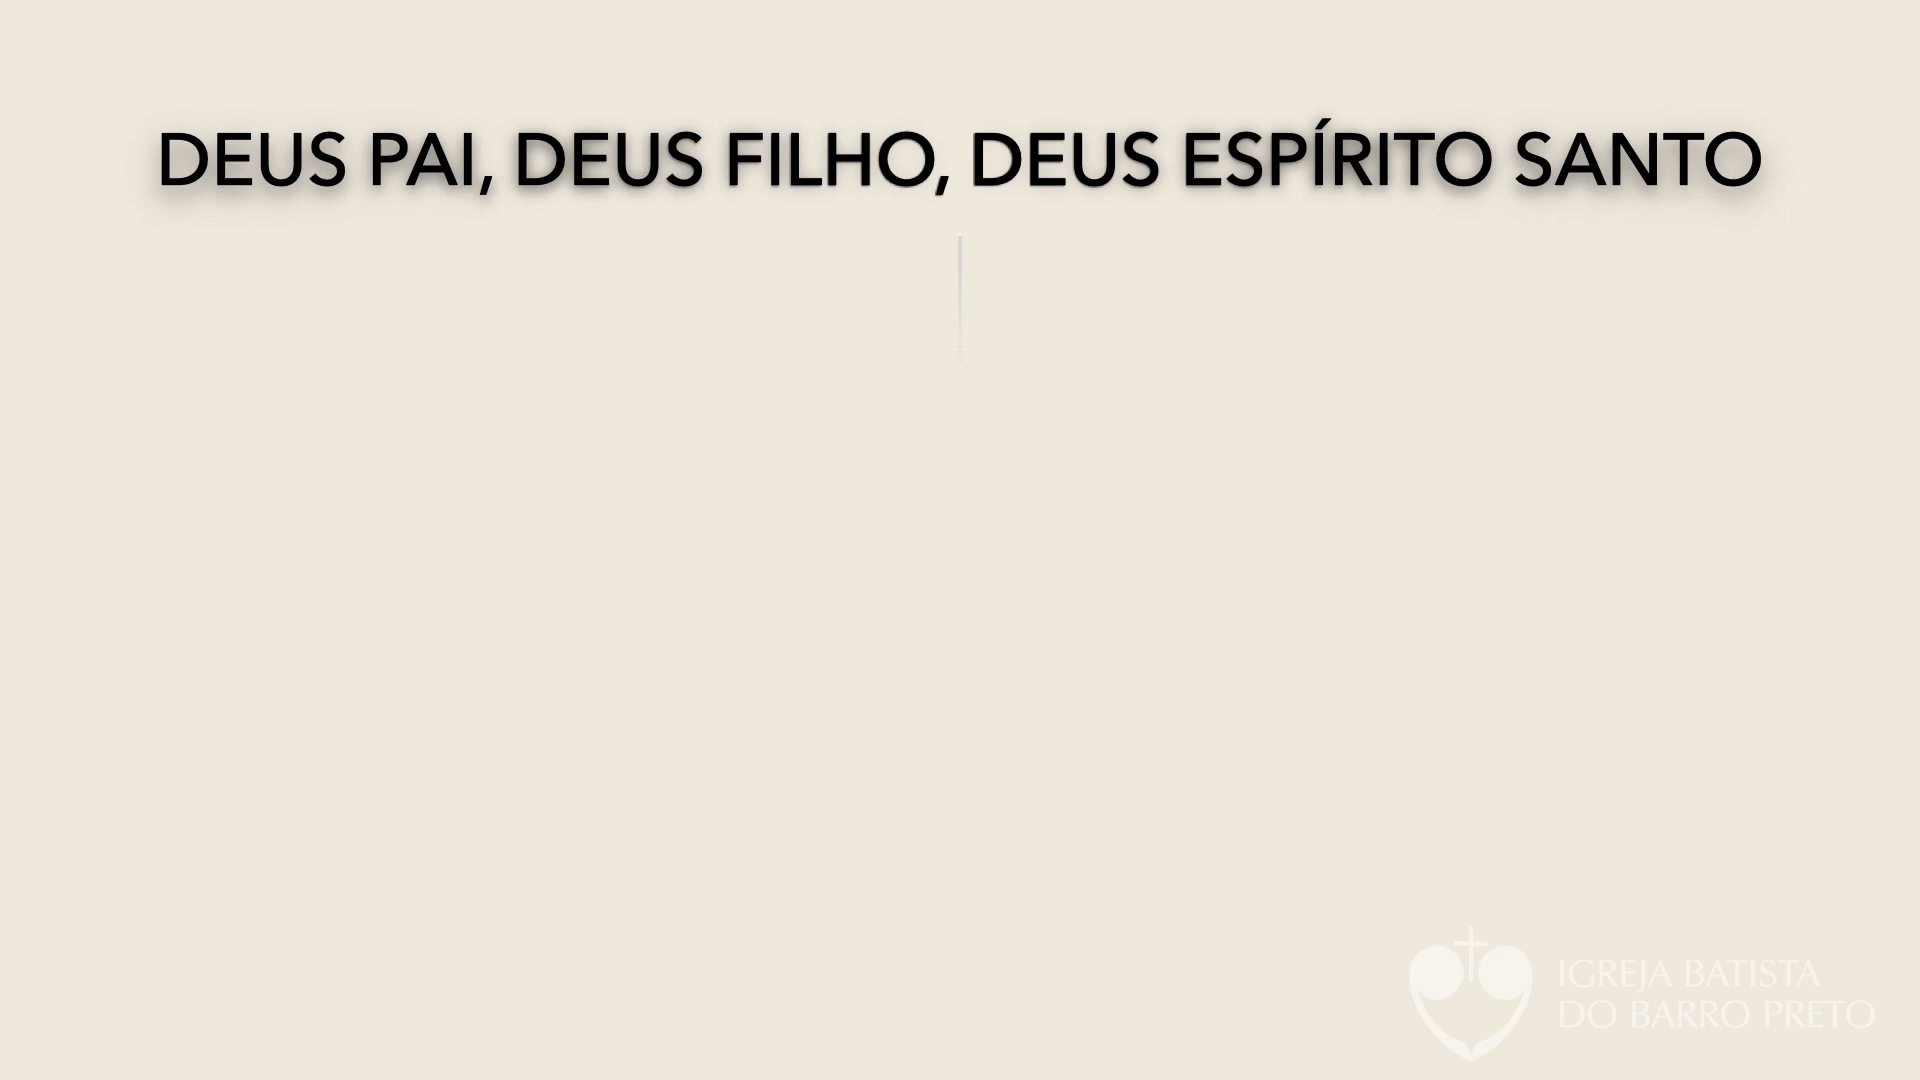 DEUS PAI, DEUS FILHO, DEUS ESPÍRITO SANTO
IGREJA BATISTA
DO BARRO PRETO